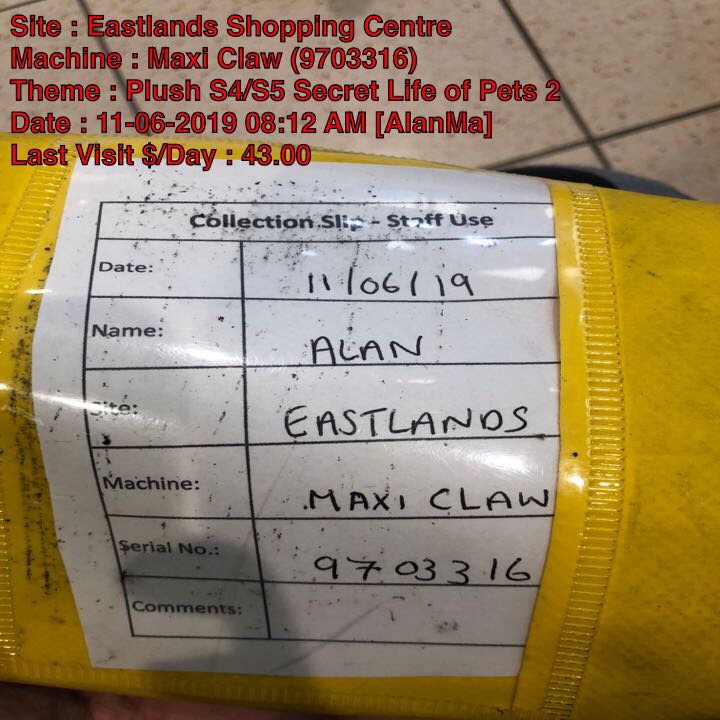 Site : Eastlands Shopping Centre
Machine : Maxi Claw (9703316)
Theme : Plush S4/S5 Secret Life of Pets 2
Date : 11-06-2019 08:12 AM [AlanMa]
Last Visit $/Day : 43.00
Collection Slip - Staff Use
Date: 11/06/19
Name: ALAN
Site: EASTLANDS
Machine: MAXI CLAW
Serial No.: 9703316
Comments: